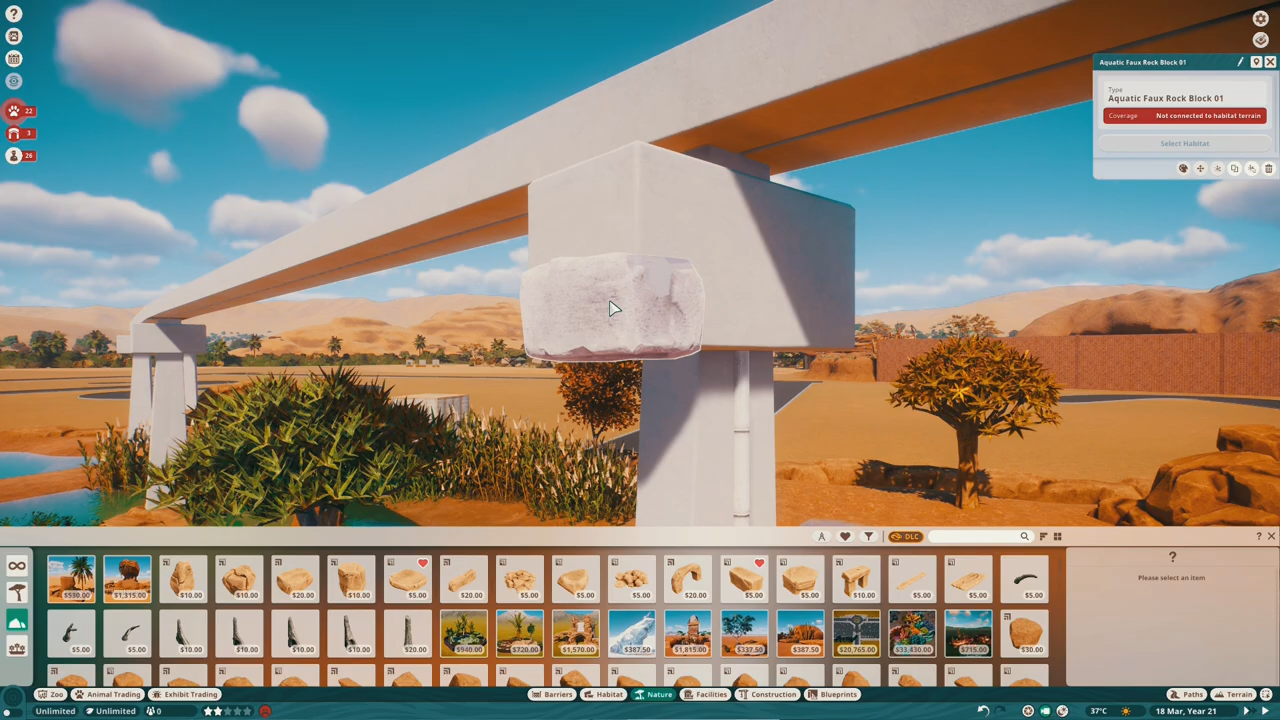 ?
22
3
26
Aquatic Faux Rock Block 01
Type
Aquatic Faux Rock Block 01
Coverage Not connected to habitat terrain
Select Habitat
DLC
?
$530.00 $1,315.00 $10.00 $10.00 $10.00 $10.00 $5.00 $20.00 $5.00 $5.00 $5.00 $20.00 $5.00 $5.00 $10.00 $5.00 $5.00 $5.00
?
Please select an item
$5.00 $5.00 $10.00 $10.00 $10.00 $10.00 $20.00 $940.00 $720.00 $1,570.00 $387.50 $1,815.00 $337.50 $387.50 $20,765.00 $33,430.00 $715.00 $30.00
Zoo Animal Trading Exhibit Trading Barriers Habitat Nature Facilities Construction Blueprints Paths Terrain
Unlimited Unlimited 0 37°C 18 Mar, Year 21